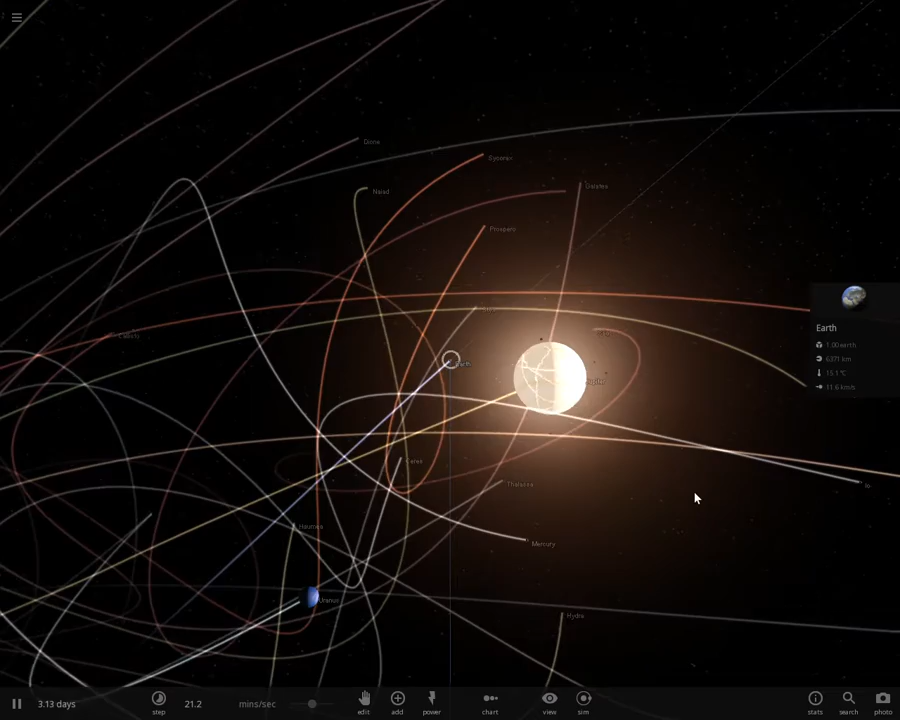 Dione
Sycorax
Naiad
Galatea
Prospero
Callisto
Earth
Jupiter
Ceres
Thalassa
Io
Haumea
Mercury
Uranus
Hydra
Earth
1.00 earth
6371 km
15.1 °C
11.6 km/s
3.13 days
step
21.2
mins/sec
edit
add
power
chart
view
sim
stats
search
photo